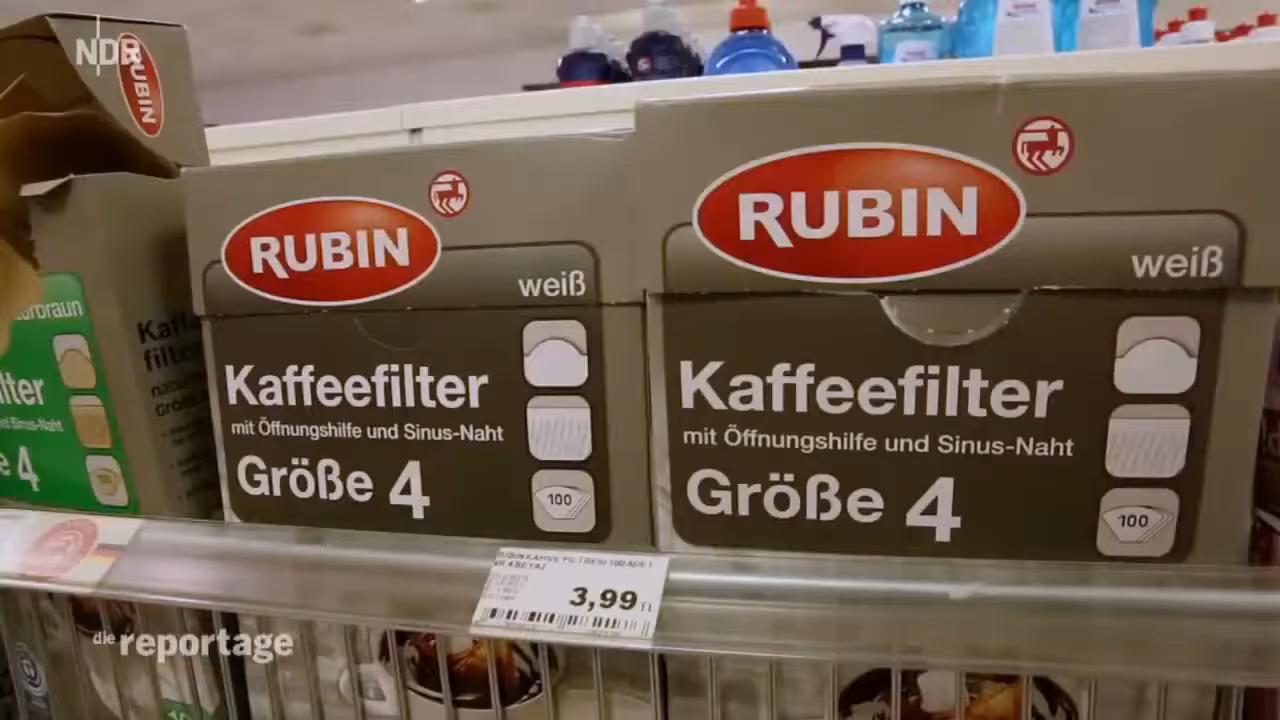 NDR
RUBIN
RUBIN
weiß
Kaffeefilter
mit Öffnungshilfe und Sinus-Naht
Größe 4
100
RUBIN
weiß
Kaffeefilter
mit Öffnungshilfe und Sinus-Naht
Größe 4
100
4
3,99
die reportage